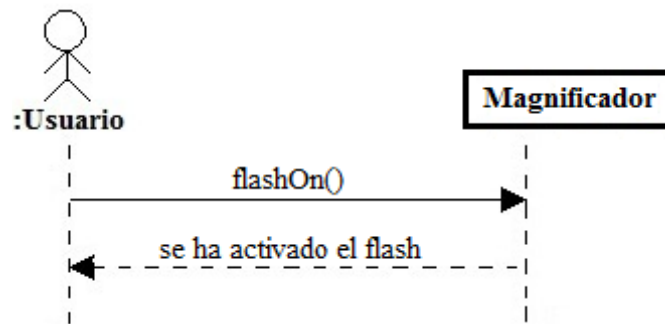 :Usuario
Magnificador
flashOn()
se ha activado el flash